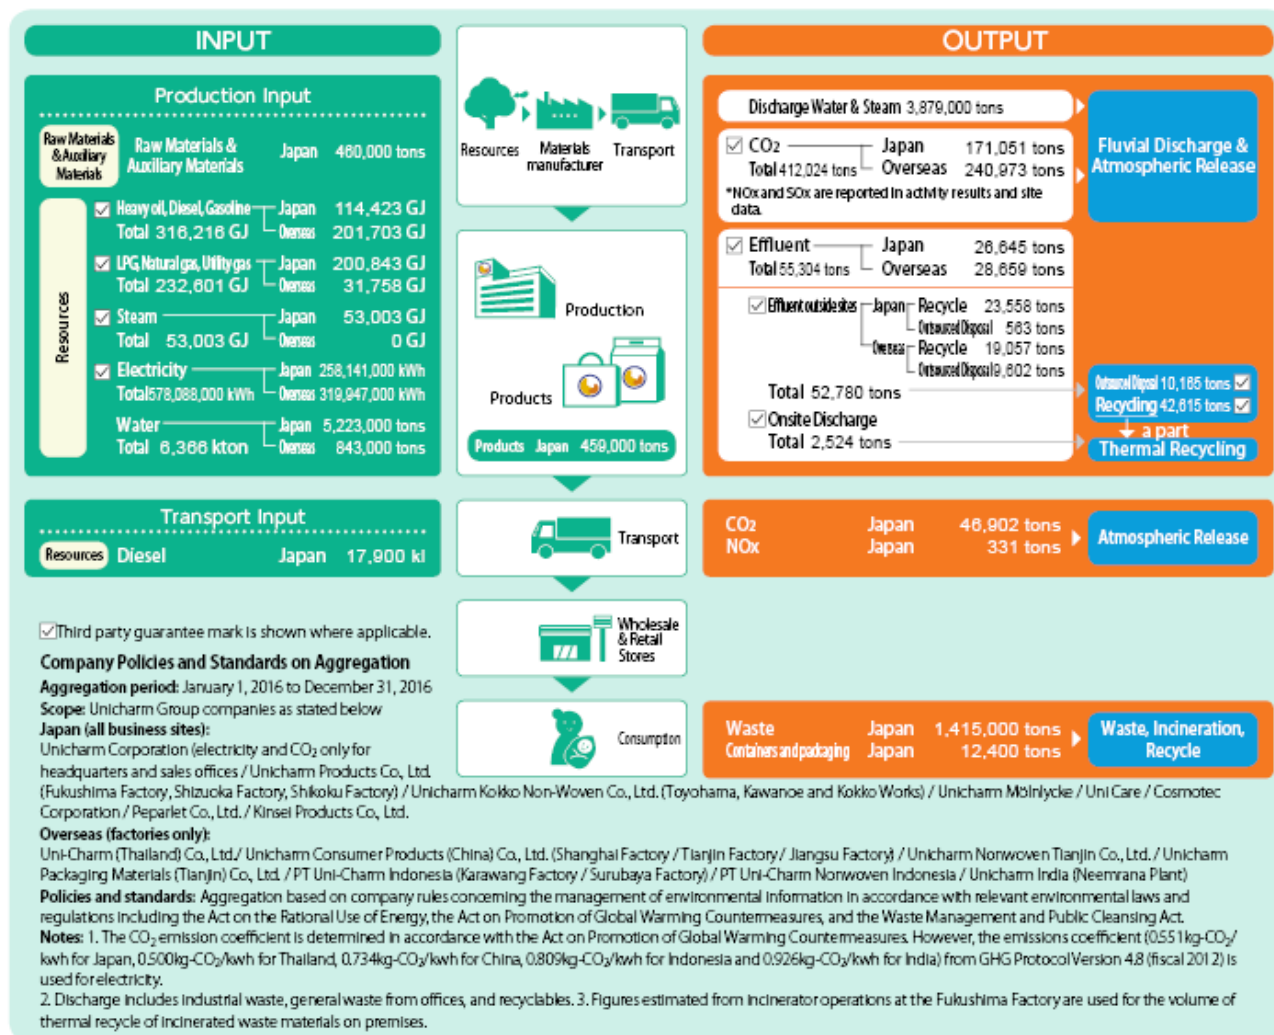 INPUT
Production Input
Raw Materials & Auxiliary Materials
Raw Materials & Auxiliary Materials Japan 460,000 tons
Resources
Heavy oil, Diesel, Gasoline Japan 114,423 GJ
Total 316,216 GJ Overseas 201,703 GJ
LPG, Natural gas, Utility gas Japan 200,843 GJ
Total 232,601 GJ Overseas 31,758 GJ
Steam Japan 53,003 GJ
Total 53,003 GJ Overseas 0 GJ
Electricity Japan 258,141,000 kWh
Total 578,088,000 kWh Overseas 319,947,000 kWh
Water Japan 5,223,000 tons
Total 6,366 kton Overseas 843,000 tons
Transport Input
Resources Diesel Japan 17,900 kl
Resources Materials manufacturer Transport
Production
Products
Products Japan 459,000 tons
Transport
Wholesale & Retail Stores
Consumption
OUTPUT
Discharge Water & Steam 3,879,000 tons
CO₂ Japan 171,051 tons
Total 412,024 tons Overseas 240,973 tons
*NOx and SOx are reported in activity results and site data.
Fluvial Discharge & Atmospheric Release
Effluent Japan 26,645 tons
Total 55,304 tons Overseas 28,659 tons
Effluent outside sites Japan Recycle 23,558 tons
Outsourced Disposal 563 tons
Overseas Recycle 19,057 tons
Outsourced Disposal 9,602 tons
Total 52,780 tons
Onsite Discharge
Total 2,524 tons
Outsourced Disposal 10,165 tons
Recycling 42,615 tons
a part
Thermal Recycling
CO₂ Japan 46,902 tons
NOx Japan 331 tons
Atmospheric Release
Waste Japan 1,415,000 tons
Containers and packaging Japan 12,400 tons
Waste, Incineration, Recycle
Third party guarantee mark is shown where applicable.
Company Policies and Standards on Aggregation
Aggregation period: January 1, 2016 to December 31, 2016
Scope: Unicharm Group companies as stated below
Japan (all business sites):
Unicharm Corporation (electricity and CO₂ only for
headquarters and sales offices / Unicharm Products Co., Ltd.
(Fukushima Factory, Shizuoka Factory, Shikoku Factory) / Unicharm Kokko Non-Woven Co., Ltd. (Toyohama, Kawanoe and Kokko Works) / Unicharm Mölnlycke / Uni Care / Cosmotec
Corporation / Peparlet Co., Ltd. / Kinsei Products Co., Ltd.
Overseas (factories only):
Uni-Charm (Thailand) Co., Ltd./ Unicharm Consumer Products (China) Co., Ltd. (Shanghai Factory / Tianjin Factory / Jiangsu Factory) / Unicharm Nonwoven Tianjin Co., Ltd. / Unicharm
Packaging Materials (Tianjin) Co., Ltd. / PT Uni-Charm Indonesia (Karawang Factory / Surubaya Factory) / PT Uni-Charm Nonwoven Indonesia / Unicharm India (Neemrana Plant)
Policies and standards: Aggregation based on company rules concerning the management of environmental information in accordance with relevant environmental laws and
regulations including the Act on the Rational Use of Energy, the Act on Promotion of Global Warming Countermeasures, and the Waste Management and Public Cleansing Act.
Notes: 1. The CO₂ emission coefficient is determined in accordance with the Act on Promotion of Global Warming Countermeasures. However, the emissions coefficient (0.551kg-CO₂/
kwh for Japan, 0.500kg-CO₂/kwh for Thailand, 0.734kg-CO₂/kwh for China, 0.809kg-CO₂/kwh for Indonesia and 0.926kg-CO₂/kwh for India) from GHG Protocol Version 4.8 (fiscal 2012) is
used for electricity.
2. Discharge includes industrial waste, general waste from offices, and recyclables. 3. Figures estimated from incinerator operations at the Fukushima Factory are used for the volume of
thermal recycle of incinerated waste materials on premises.